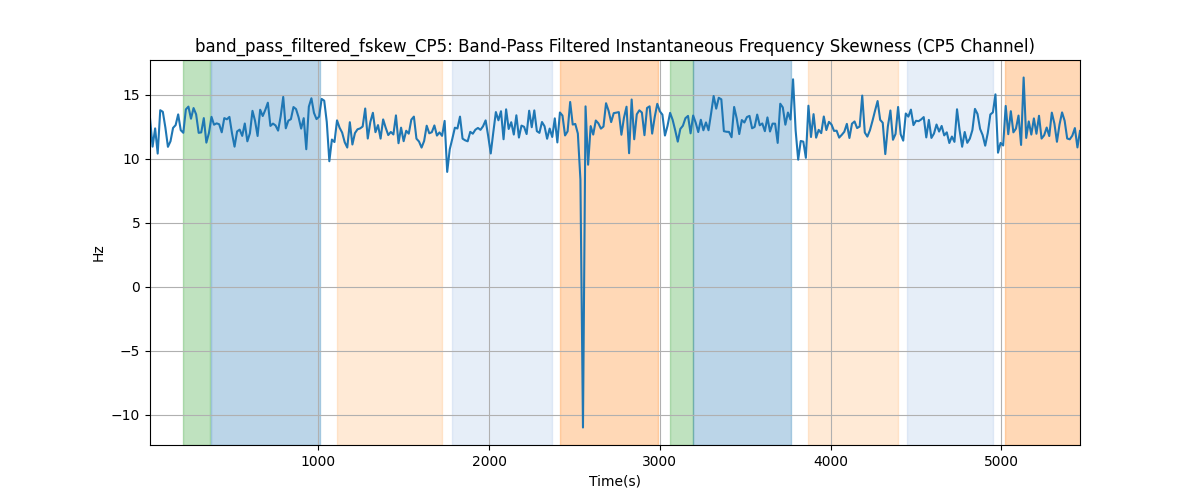 band_pass_filtered_fskew_CP5: Band-Pass Filtered Instantaneous Frequency Skewness (CP5 Channel)
15
10
5
0
−5
−10
Hz
1000 2000 3000 4000 5000
Time(s)